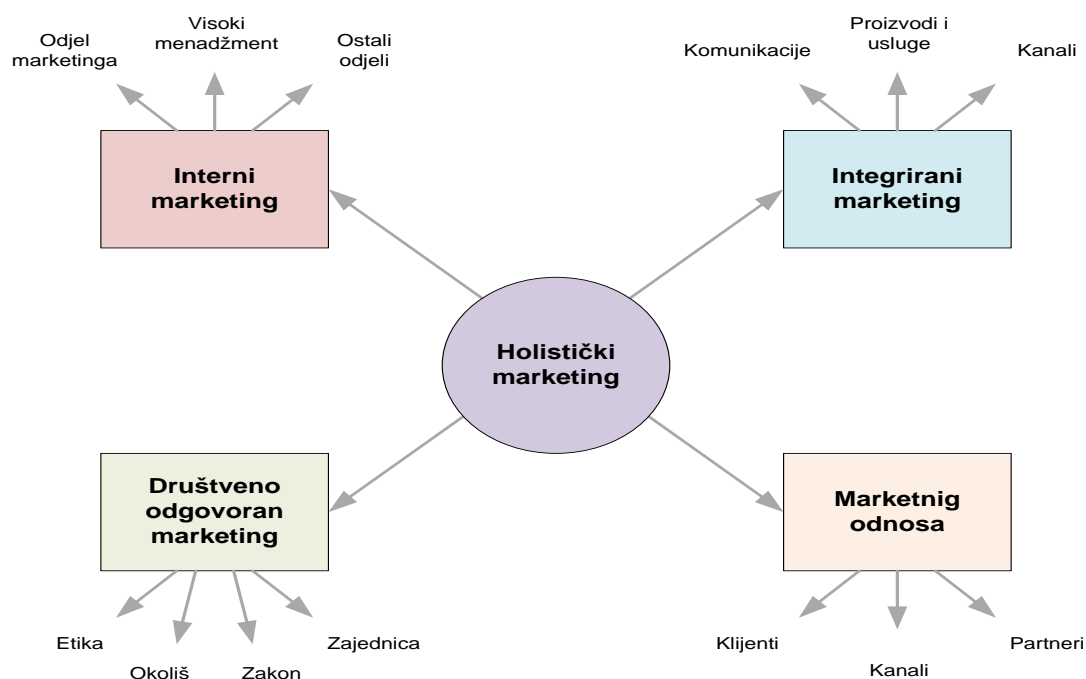 Odjel
marketinga
Visoki
menadžment
Ostali
odjeli
Komunikacije
Proizvodi i
usluge
Kanali
Interni
marketing
Integrirani
marketing
Holistički
marketing
Društveno
odgovoran
marketing
Marketnig
odnosa
Etika
Okoliš
Zakon
Zajednica
Klijenti
Kanali
Partneri